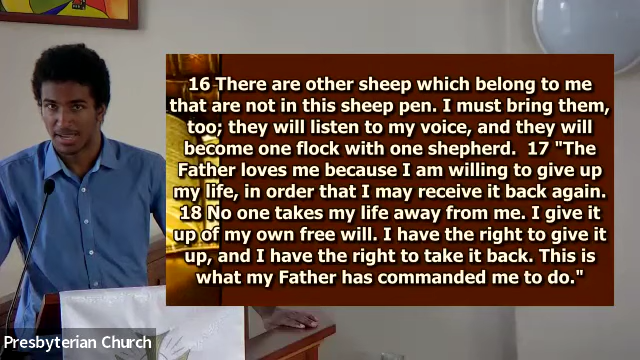 16 There are other sheep which belong to me
that are not in this sheep pen. I must bring them,
too; they will listen to my voice, and they will
become one flock with one shepherd.  17 "The
Father loves me because I am willing to give up
my life, in order that I may receive it back again.
18 No one takes my life away from me. I give it
up of my own free will. I have the right to give it
up, and I have the right to take it back. This is
what my Father has commanded me to do."
Presbyterian Church